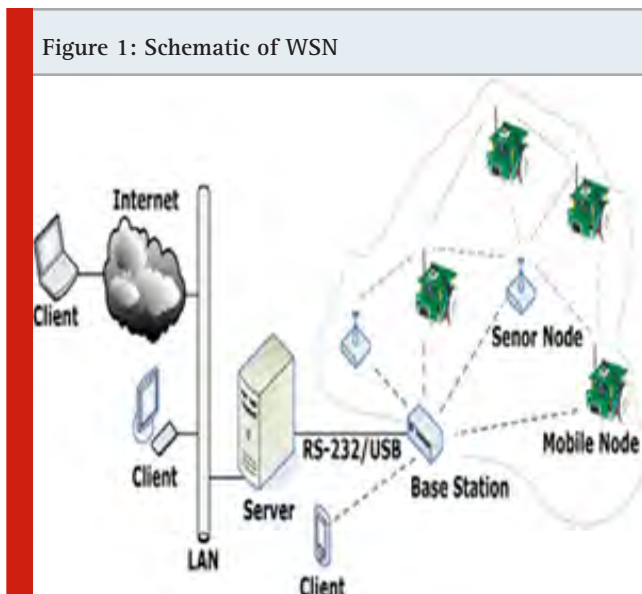 Figure 1: Schematic of WSN
Internet
Client
Senor Node
Client
RS-232/USB
Mobile Node
Base Station
Server
LAN
Client